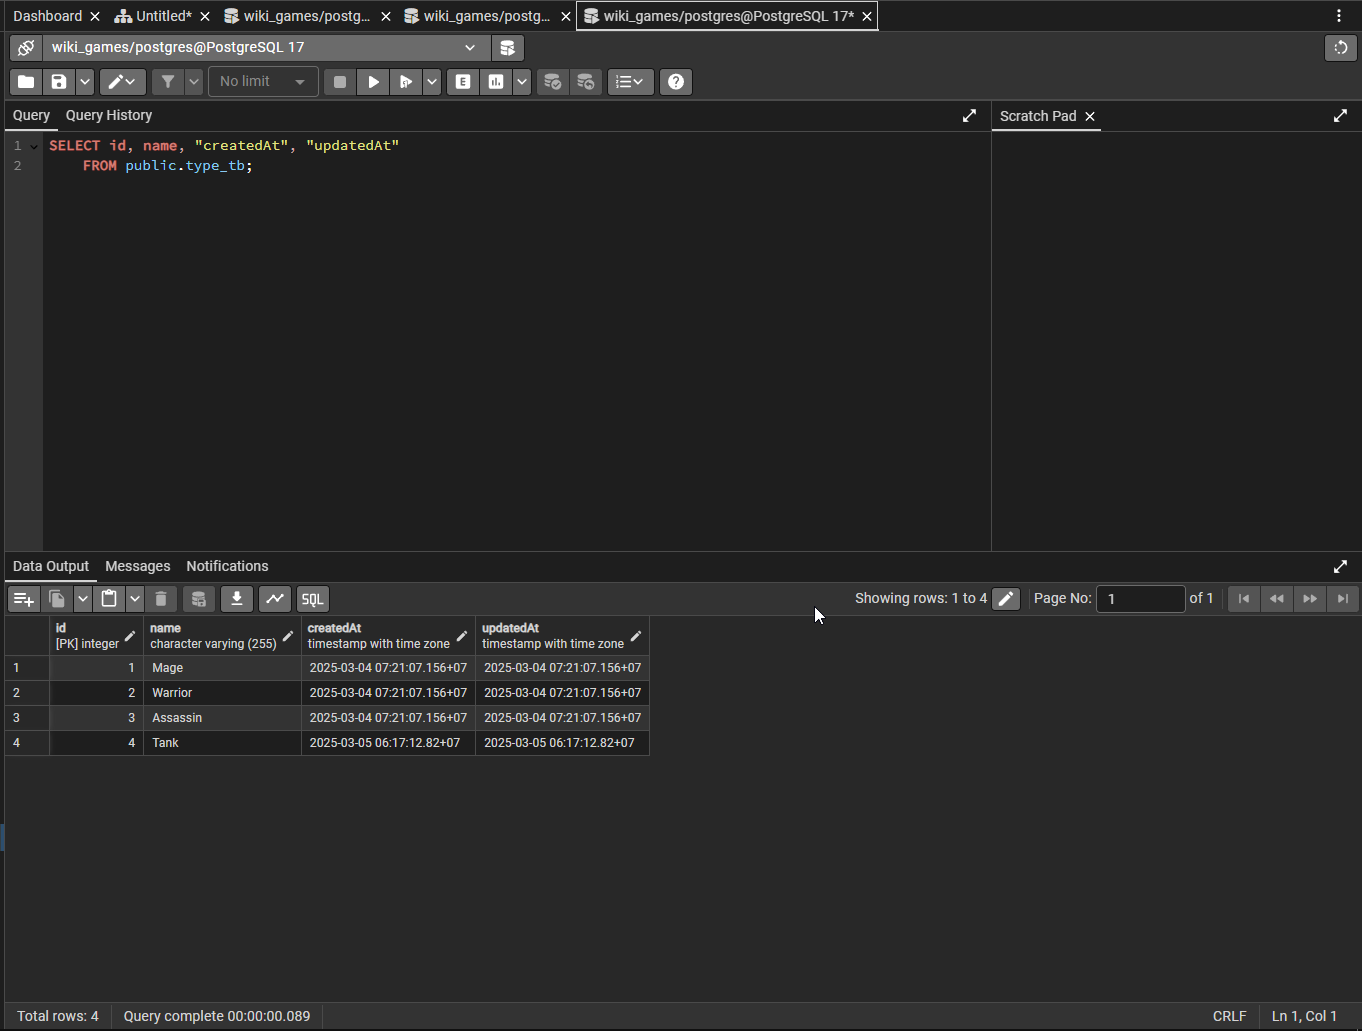 Dashboard Untitled* wiki_games/postg... wiki_games/postg... wiki_games/postgres@PostgreSQL 17*
wiki_games/postgres@PostgreSQL 17
No limit E
Query Query History Scratch Pad
1 SELECT id, name, "createdAt", "updatedAt"
2 FROM public.type_tb;
Data Output Messages Notifications
SQL Showing rows: 1 to 4 Page No: 1 of 1
id name createdAt updatedAt
[PK] integer character varying (255) timestamp with time zone timestamp with time zone
1 1 Mage 2025-03-04 07:21:07.156+07 2025-03-04 07:21:07.156+07
2 2 Warrior 2025-03-04 07:21:07.156+07 2025-03-04 07:21:07.156+07
3 3 Assassin 2025-03-04 07:21:07.156+07 2025-03-04 07:21:07.156+07
4 4 Tank 2025-03-05 06:17:12.82+07 2025-03-05 06:17:12.82+07
Total rows: 4 Query complete 00:00:00.089 CRLF Ln 1, Col 1